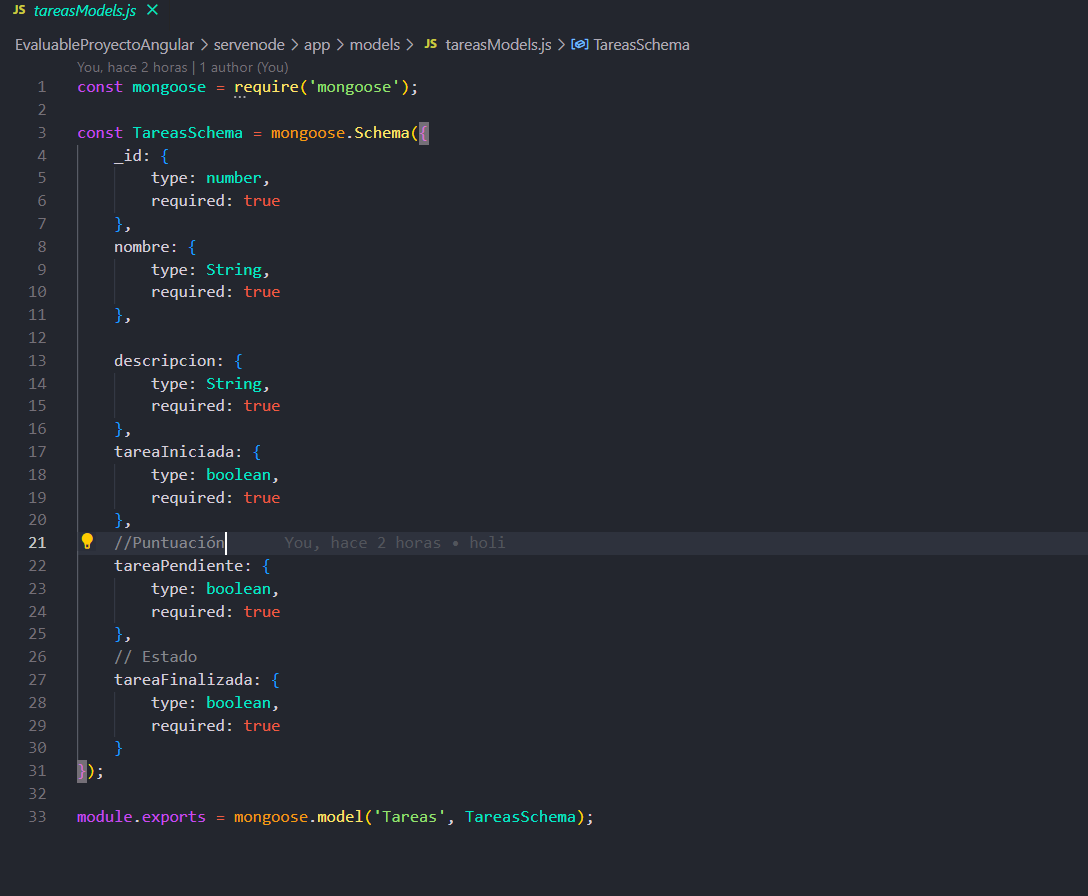 JS tareasModels.js ×
EvaluableProyectoAngular > servenode > app > models > JS tareasModels.js > TareasSchema
You, hace 2 horas | 1 author (You)
1 const mongoose = require('mongoose');
2
3 const TareasSchema = mongoose.Schema({
4     _id: {
5         type: number,
6         required: true
7     },
8     nombre: {
9         type: String,
10         required: true
11     },
12
13     descripcion: {
14         type: String,
15         required: true
16     },
17     tareaIniciada: {
18         type: boolean,
19         required: true
20     },
21     //Puntuación You, hace 2 horas • holi
22     tareaPendiente: {
23         type: boolean,
24         required: true
25     },
26     // Estado
27     tareaFinalizada: {
28         type: boolean,
29         required: true
30     }
31 });
32
33 module.exports = mongoose.model('Tareas', TareasSchema);